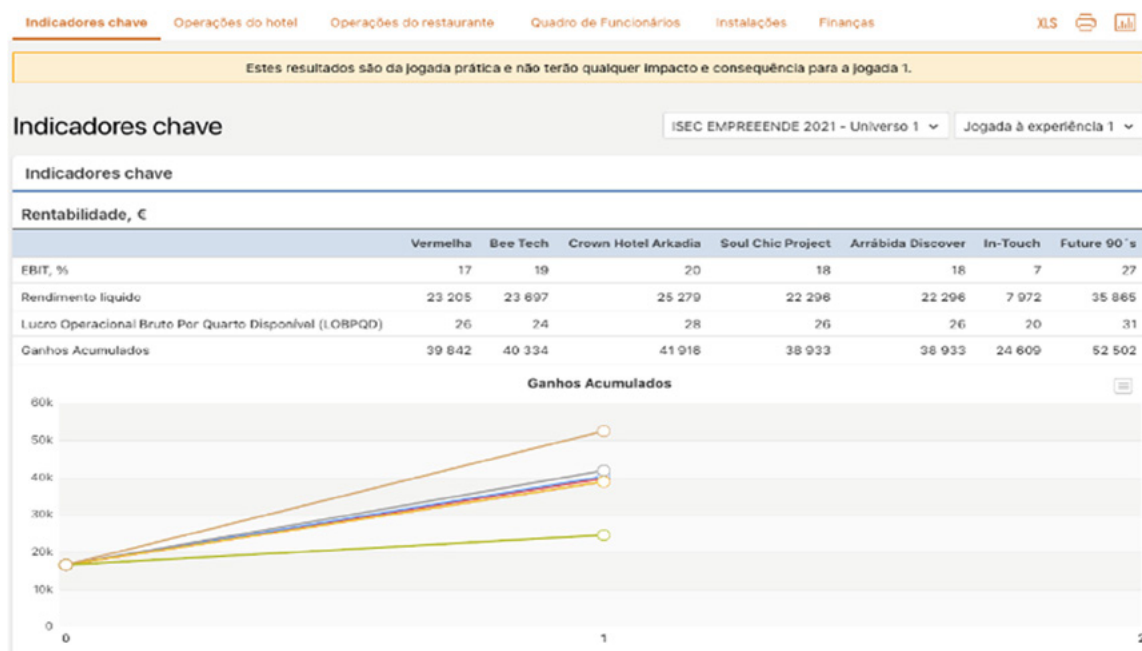 Indicadores chave Operações do hotel Operações do restaurante Quadro de Funcionários Instalações Finanças XLS
Estes resultados são da jogada prática e não terão qualquer impacto e consequência para a jogada 1.
Indicadores chave ISEC EMPREEENDE 2021 - Universo 1 Jogada à experiência 1
Indicadores chave
Rentabilidade, €
Vermelha Bee Tech Crown Hotel Arkadia Soul Chic Project Arrábida Discover In-Touch Future 90´s
EBIT, % 17 19 20 18 18 7 27
Rendimento líquido 23 205 23 697 25 279 22 296 22 296 7 972 35 865
Lucro Operacional Bruto Por Quarto Disponível (LOBPQD) 26 24 28 26 26 20 31
Ganhos Acumulados 39 842 40 334 41 916 38 933 38 933 24 609 52 502
Ganhos Acumulados
60k
50k
40k
30k
20k
10k
0
0 1 2